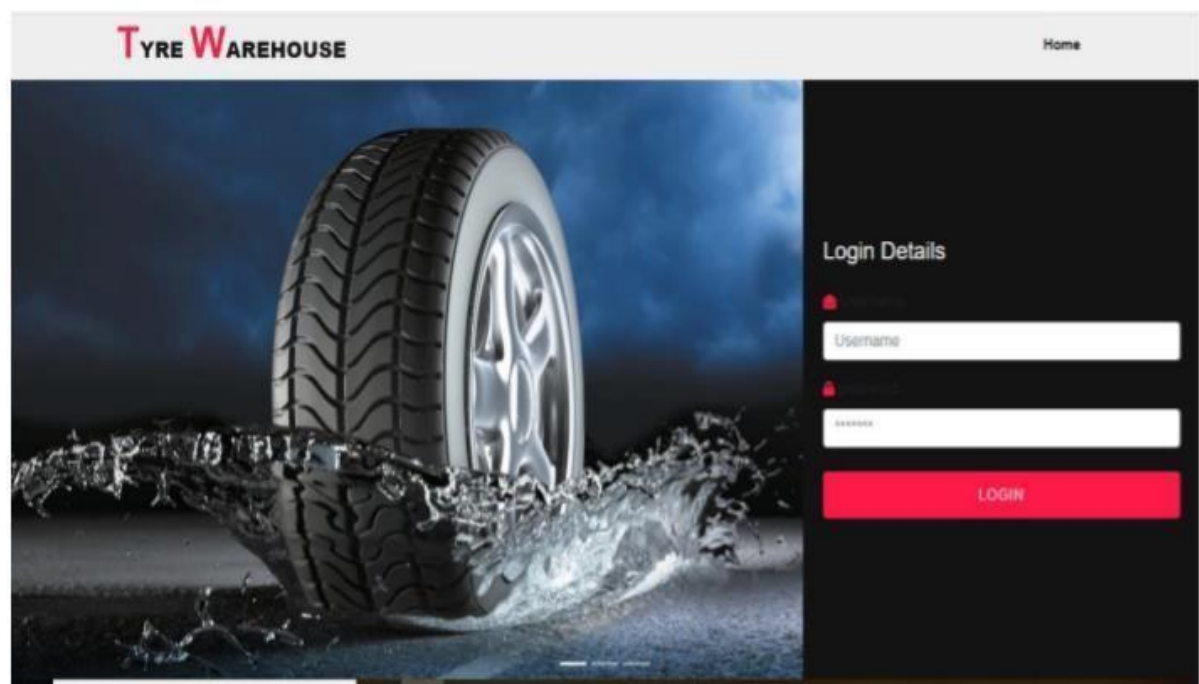 TYRE WAREHOUSE
Home
Login Details
Username
*******
LOGIN